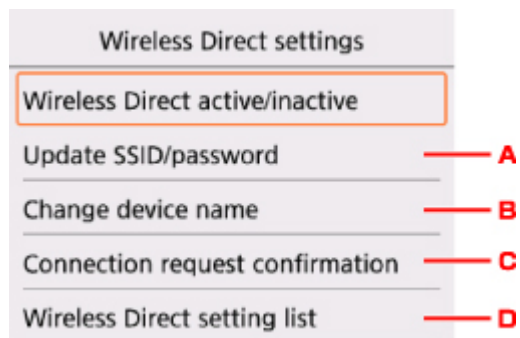 Wireless Direct settings
Wireless Direct active/inactive
Update SSID/password A
Change device name B
Connection request confirmation C
Wireless Direct setting list D